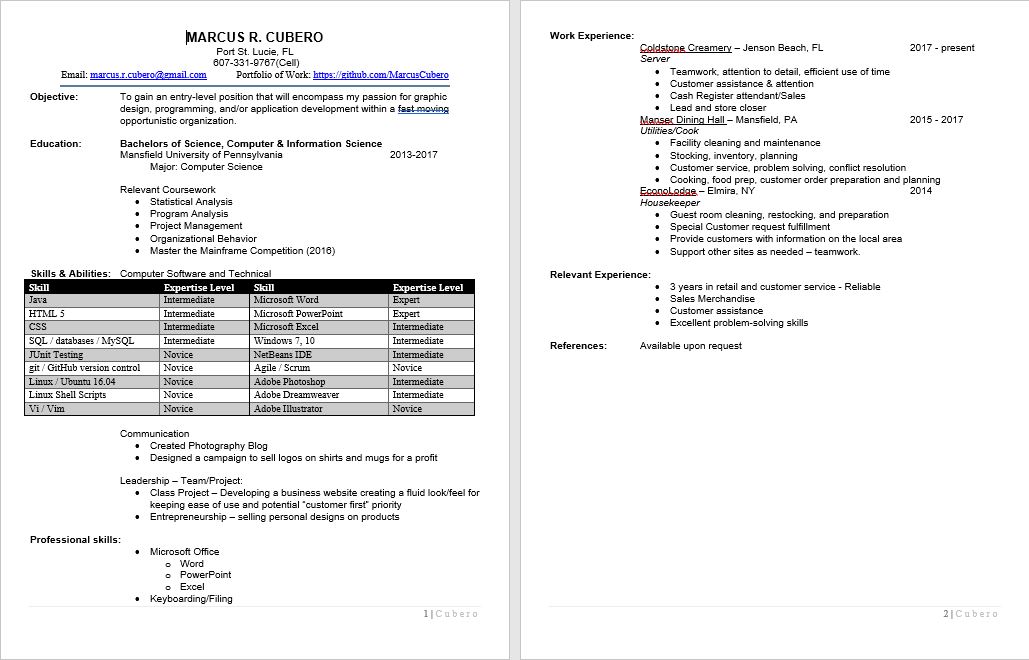 MARCUS R. CUBERO
Port St. Lucie, FL
607-331-9767(Cell)
Email: marcus.r.cubero@gmail.com Portfolio of Work: https://github.com/MarcusCubero
Objective: To gain an entry-level position that will encompass my passion for graphic
design, programming, and/or application development within a fast moving
opportunistic organization.
Education: Bachelors of Science, Computer & Information Science
Mansfield University of Pennsylvania 2013-2017
Major: Computer Science
Relevant Coursework
• Statistical Analysis
• Program Analysis
• Project Management
• Organizational Behavior
• Master the Mainframe Competition (2016)
Skills & Abilities: Computer Software and Technical
Skill Expertise Level Skill Expertise Level
Java Intermediate Microsoft Word Expert
HTML 5 Intermediate Microsoft PowerPoint Expert
CSS Intermediate Microsoft Excel Intermediate
SQL / databases / MySQL Intermediate Windows 7, 10 Intermediate
JUnit Testing Novice NetBeans IDE Intermediate
git / GitHub version control Novice Agile / Scrum Novice
Linux / Ubuntu 16.04 Novice Adobe Photoshop Intermediate
Linux Shell Scripts Novice Adobe Dreamweaver Intermediate
Vi / Vim Novice Adobe Illustrator Novice
Communication
• Created Photography Blog
• Designed a campaign to sell logos on shirts and mugs for a profit
Leadership – Team/Project:
• Class Project – Developing a business website creating a fluid look/feel for
keeping ease of use and potential “customer first” priority
• Entrepreneurship – selling personal designs on products
Professional skills:
• Microsoft Office
o Word
o PowerPoint
o Excel
• Keyboarding/Filing
1 | Cubero
Work Experience:
Coldstone Creamery – Jenson Beach, FL 2017 - present
Server
• Teamwork, attention to detail, efficient use of time
• Customer assistance & attention
• Cash Register attendant/Sales
• Lead and store closer
Manser Dining Hall – Mansfield, PA 2015 - 2017
Utilities/Cook
• Facility cleaning and maintenance
• Stocking, inventory, planning
• Customer service, problem solving, conflict resolution
• Cooking, food prep, customer order preparation and planning
EconoLodge – Elmira, NY 2014
Housekeeper
• Guest room cleaning, restocking, and preparation
• Special Customer request fulfillment
• Provide customers with information on the local area
• Support other sites as needed – teamwork.
Relevant Experience:
• 3 years in retail and customer service - Reliable
• Sales Merchandise
• Customer assistance
• Excellent problem-solving skills
References: Available upon request
2 | Cubero